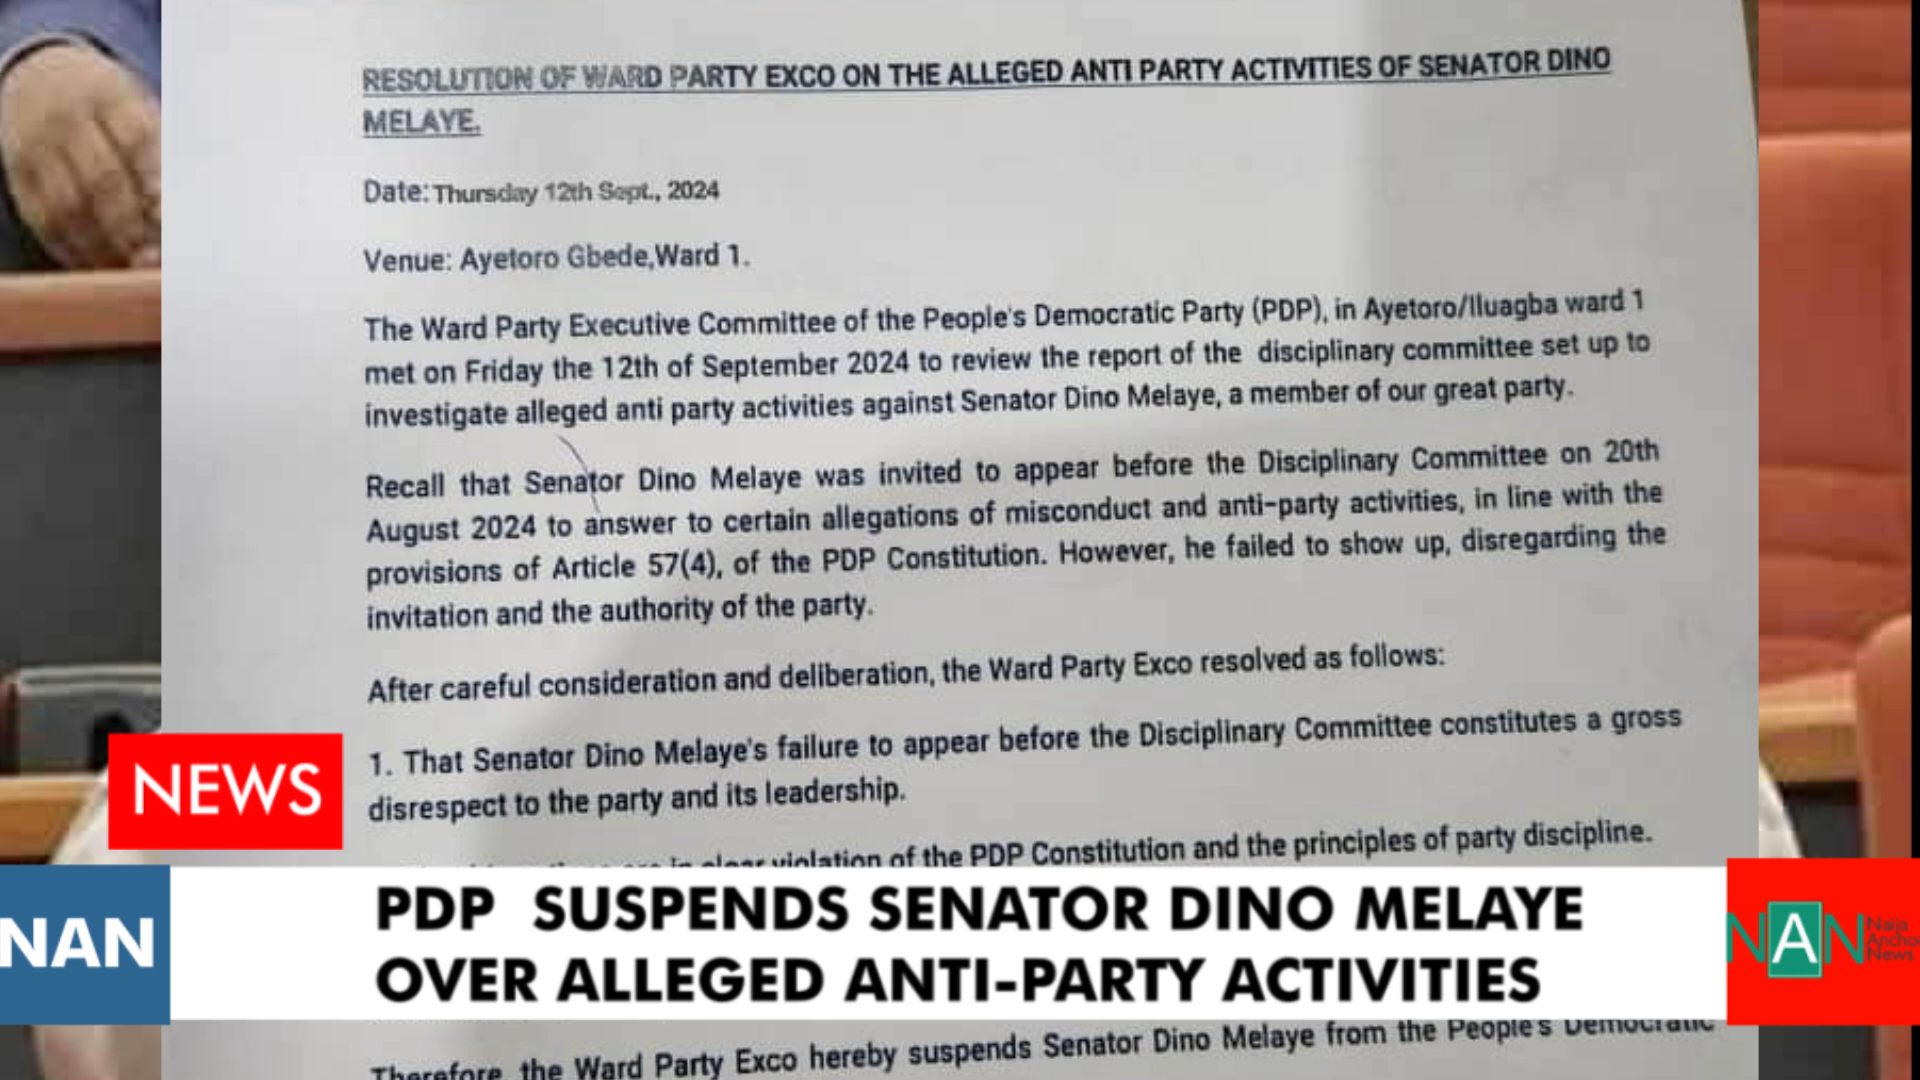 RESOLUTION OF WARD PARTY EXCO ON THE ALLEGED ANTI PARTY ACTIVITIES OF SENATOR DINO
MELAYE.
Date: Thursday 12th Sept., 2024
Venue: Ayetoro Gbede,Ward 1.
The Ward Party Executive Committee of the People's Democratic Party (PDP), in Ayetoro/Iluagba ward 1
met on Friday the 12th of September 2024 to review the report of the disciplinary committee set up to
investigate alleged anti party activities against Senator Dino Melaye, a member of our great party.
Recall that Senator Dino Melaye was invited to appear before the Disciplinary Committee on 20th
August 2024 to answer to certain allegations of misconduct and anti-party activities, in line with the
provisions of Article 57(4), of the PDP Constitution. However, he failed to show up, disregarding the
invitation and the authority of the party.
After careful consideration and deliberation, the Ward Party Exco resolved as follows:
1. That Senator Dino Melaye's failure to appear before the Disciplinary Committee constitutes a gross
disrespect to the party and its leadership.
in clear violation of the PDP Constitution and the principles of party discipline.
NEWS
NAN
PDP SUSPENDS SENATOR DINO MELAYE
OVER ALLEGED ANTI-PARTY ACTIVITIES
NAN
Naija
Ancho
News
Therefore, the Ward Party Exco hereby suspends Senator Dino Melaye from the People's Democratic